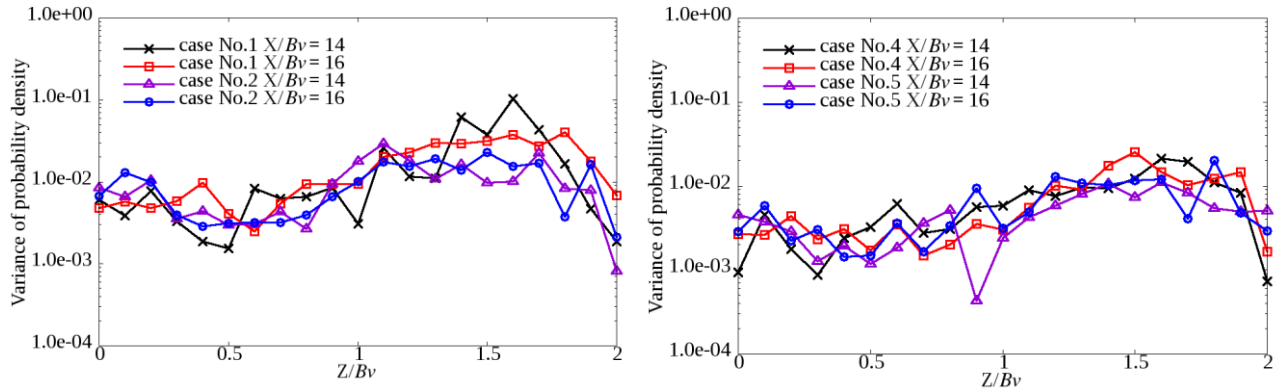 1.0e+00
case No.1 X/Bv = 14
case No.1 X/Bv = 16
case No.2 X/Bv = 14
case No.2 X/Bv = 16
1.0e-01
1.0e-02
1.0e-03
1.0e-04
Variance of probability density
0 0.5 1 1.5 2
Z/Bv
1.0e+00
case No.4 X/Bv = 14
case No.4 X/Bv = 16
case No.5 X/Bv = 14
case No.5 X/Bv = 16
1.0e-01
1.0e-02
1.0e-03
1.0e-04
Variance of probability density
0 0.5 1 1.5 2
Z/Bv